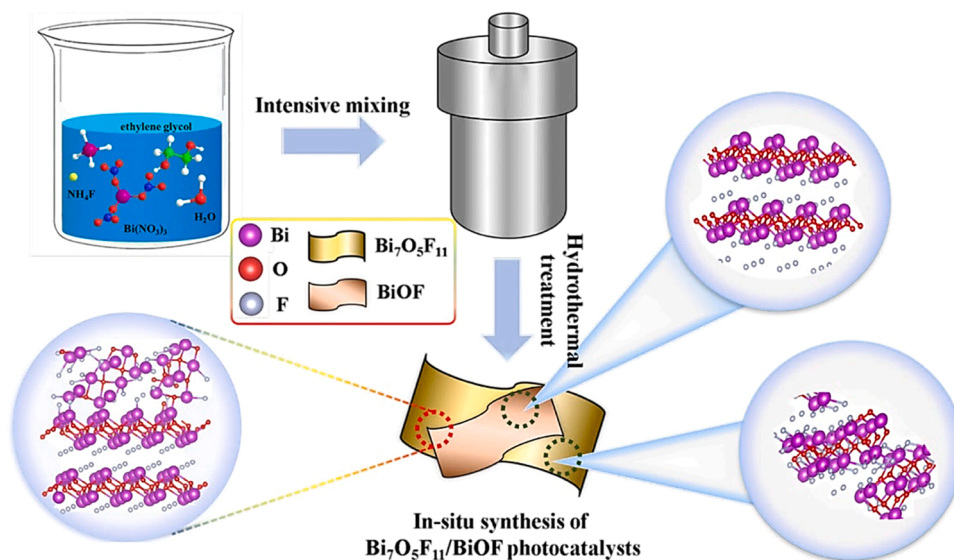 ethylene glycol
NH₄F
Bi(NO₃)₃
H₂O
Intensive mixing
Bi
O
F
Bi₇O₅F₁₁
BiOF
Hydrothermal
treatment
In-situ synthesis of
Bi₇O₅F₁₁/BiOF photocatalysts